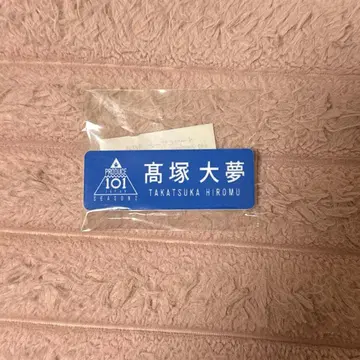 PRODUCE
101
JAPAN
SEASON2
髙塚 大夢
TAKATSUKA HIROMU